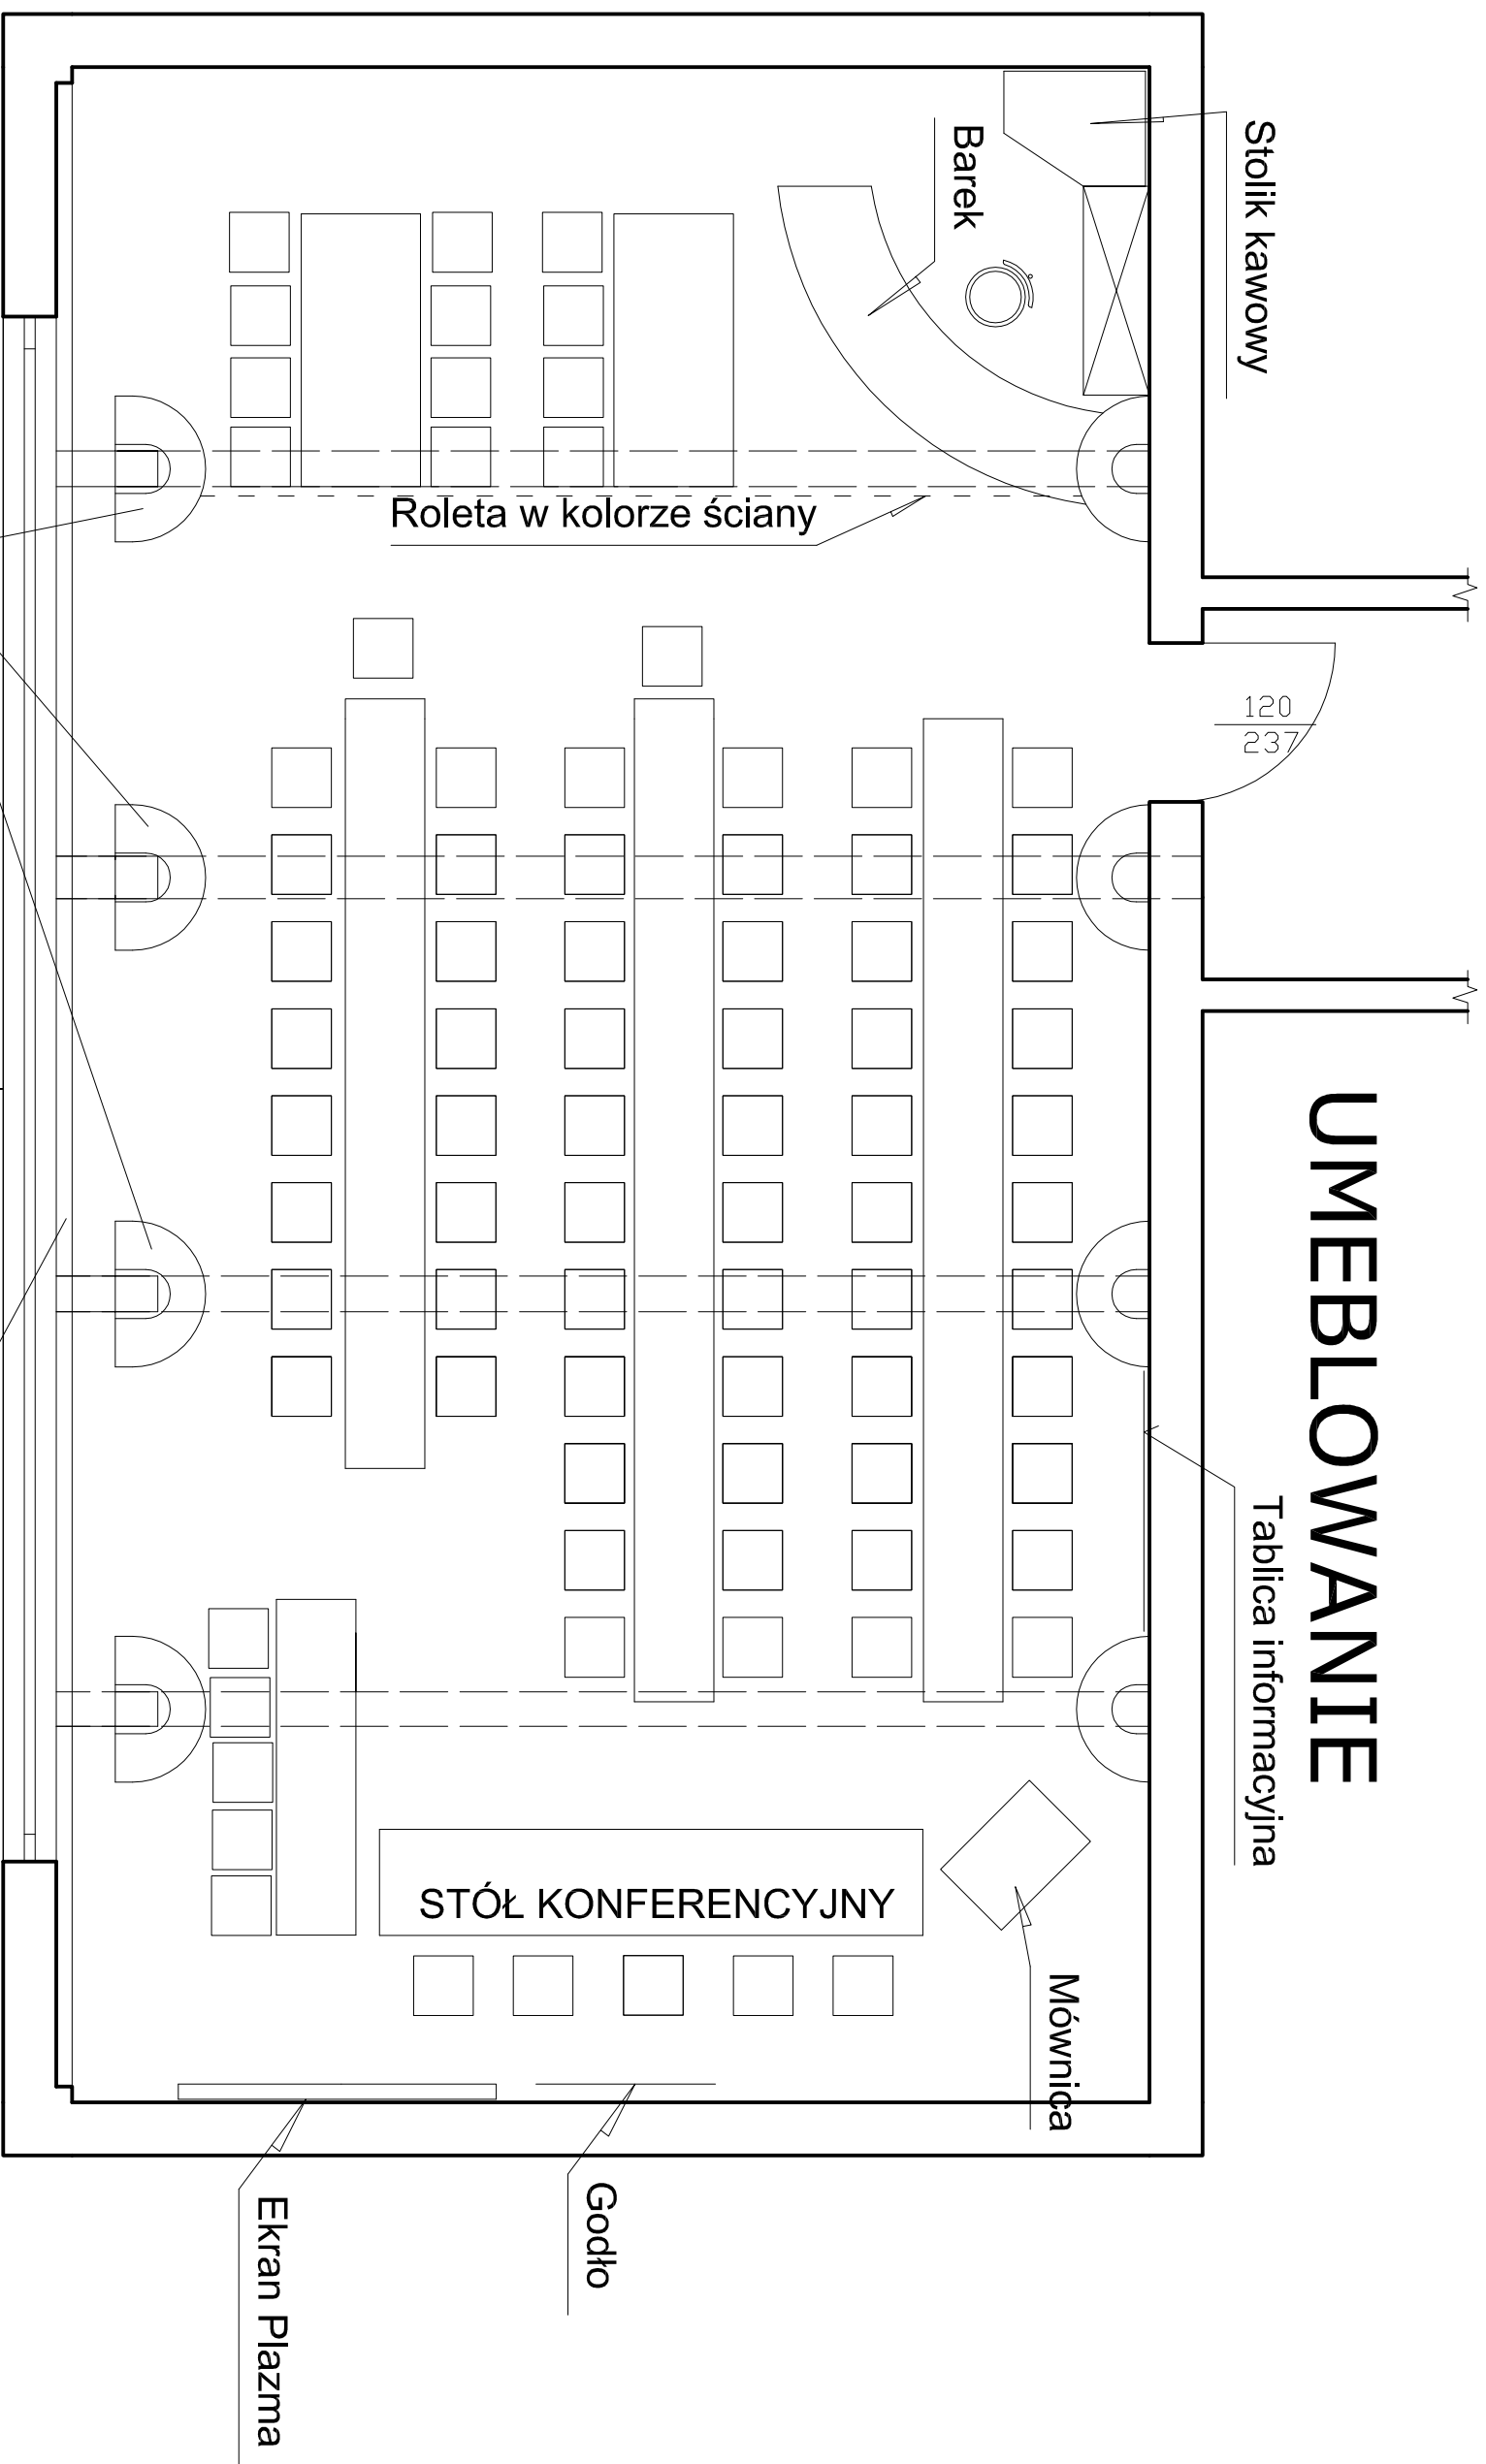 Stolik kawowy
Barek
Roleta w kolorze ściany
120
237
UMEBLOWANIE
Tablica informacyjna
STÓŁ KONFERENCYJNY
Mównica
Godło
Ekran Plazma